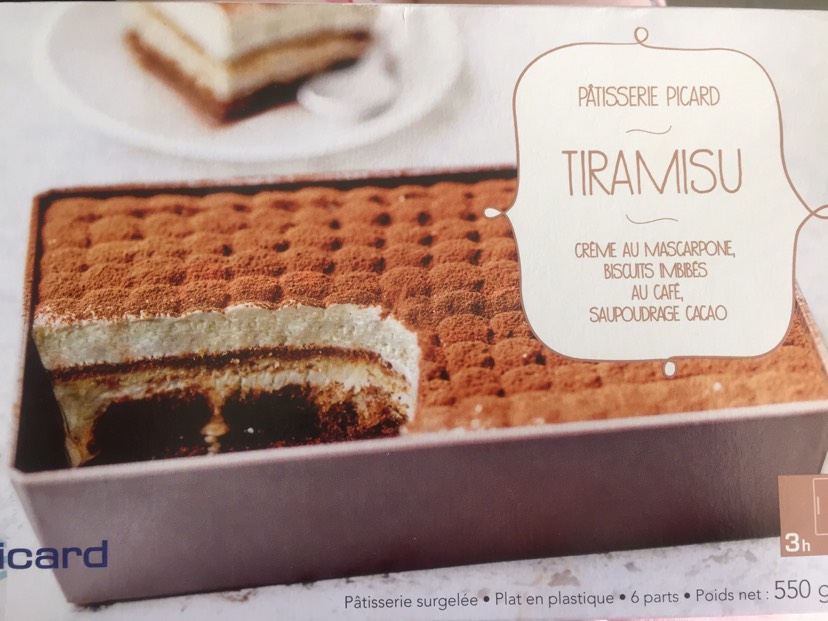 PÂTISSERIE PICARD
TIRAMISU
CRÈME AU MASCARPONE,
BISCUITS IMBIBÉS
AU CAFÉ,
SAUPOUDRAGE CACAO
3h
icard
Pâtisserie surgelée • Plat en plastique • 6 parts • Poids net : 550 g